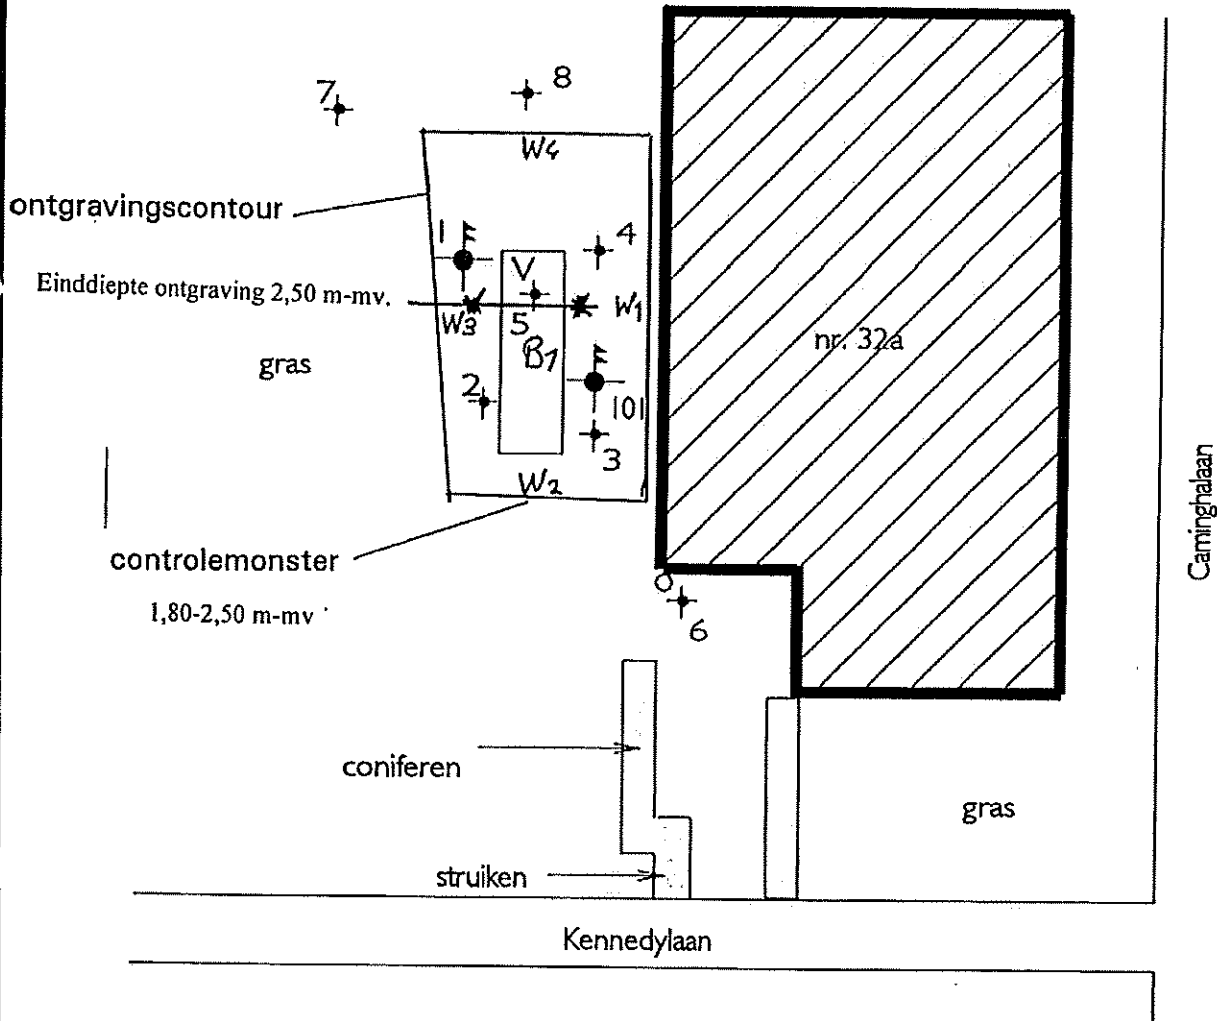 7
8
W4
ontgravingscontour
1
4
V
Einddiepte ontgraving 2,50 m-mv.
W3
5
W1
nr. 32a
B1
gras
2
101
3
W2
Caminghalaan
controlemonster
1,80-2,50 m-mv
6
coniferen
gras
struiken
Kennedylaan